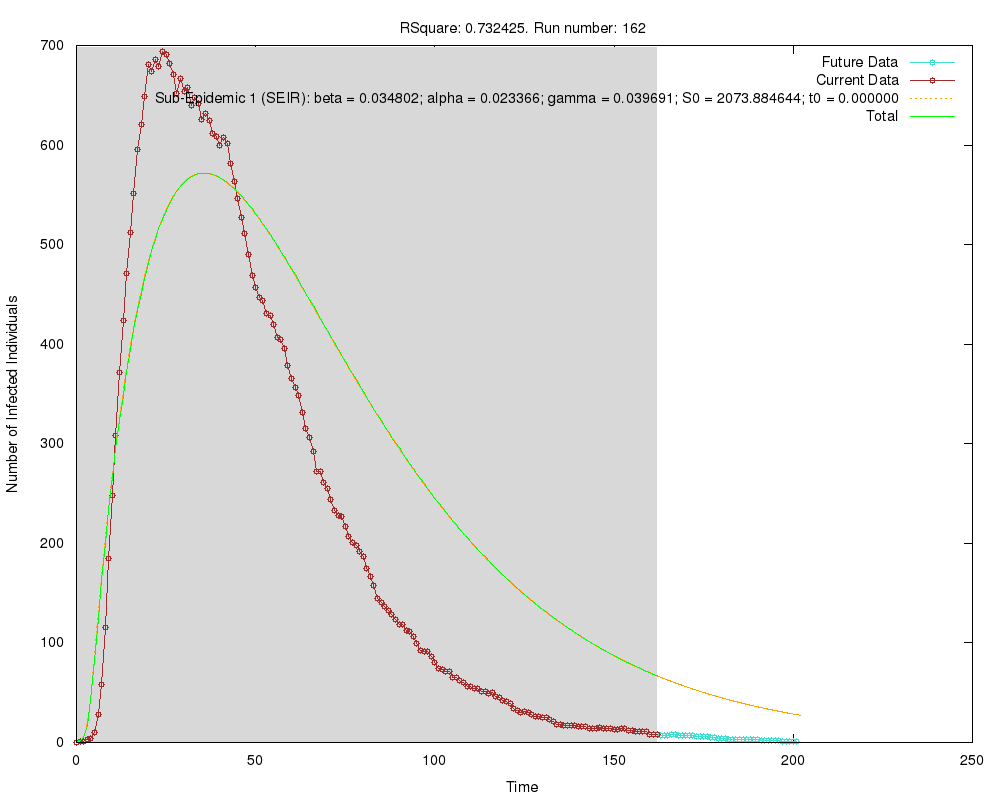 RSquare: 0.732425. Run number: 162
700
600
500
400
300
200
100
0
Number of Infected Individuals
Future Data
Current Data
Sub-Epidemic 1 (SEIR): beta = 0.034802; alpha = 0.023366; gamma = 0.039691; S0 = 2073.884644; t0 = 0.000000
Total
0 50 100 150 200 250
Time